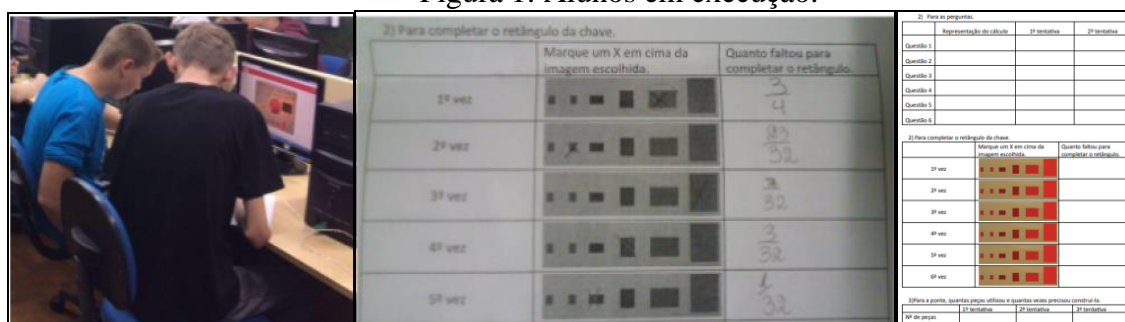 Figura 1: Alunos em execução.
2) Para completar o retângulo da chave.
Marque um X em cima da imagem escolhida.
Quanto faltou para completar o retângulo.
1ª vez
3/4
2ª vez
23/32
3ª vez
32
4ª vez
3/32
5ª vez
1/32
2) Para as perguntas.
Representação do cálculo 1ª tentativa 2ª tentativa
Questão 1
Questão 2
Questão 3
Questão 4
Questão 5
Questão 6
2) Para completar o retângulo da chave.
Marque um X em cima da imagem escolhida.
Quanto faltou para completar o retângulo.
1ª vez
2ª vez
3ª vez
4ª vez
5ª vez
6ª vez
3)Para a ponte, quantas peças utilizou e quantas vezes precisou construí-la.
1ª tentativa 2ª tentativa 3ª tentativa
Nº de peças